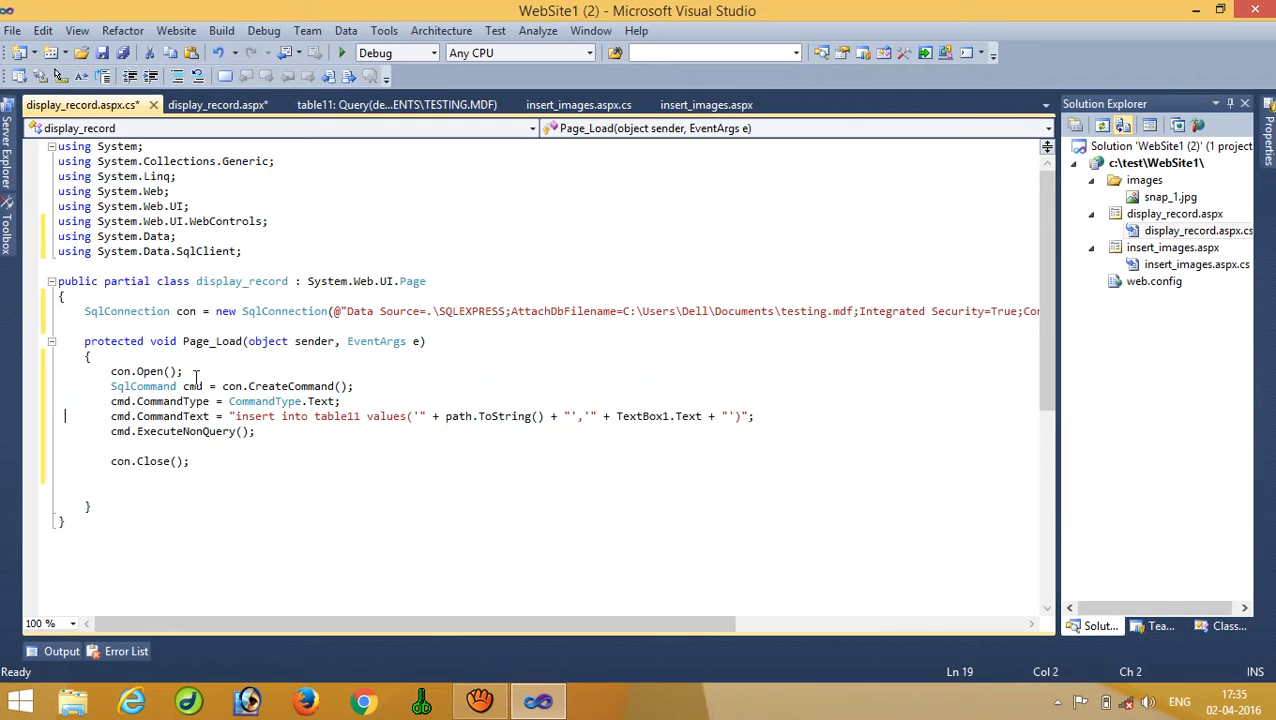 WebSite1 (2) - Microsoft Visual Studio
File Edit View Refactor Website Build Debug Team Data Tools Architecture Test Analyze Window Help
Debug Any CPU
display_record.aspx.cs* display_record.aspx* table11: Query(de...ENTS\TESTING.MDF) insert_images.aspx.cs insert_images.aspx
Solution Explorer
display_record Page_Load(object sender, EventArgs e)
Server Explorer
Toolbox
Properties
using System;
using System.Collections.Generic;
using System.Linq;
using System.Web;
using System.Web.UI;
using System.Web.UI.WebControls;
using System.Data;
using System.Data.SqlClient;
public partial class display_record : System.Web.UI.Page
{
SqlConnection con = new SqlConnection(@"Data Source=.\SQLEXPRESS;AttachDbFilename=C:\Users\Dell\Documents\testing.mdf;Integrated Security=True;Con
protected void Page_Load(object sender, EventArgs e)
{
con.Open();
SqlCommand cmd = con.CreateCommand();
cmd.CommandType = CommandType.Text;
cmd.CommandText = "insert into table11 values('" + path.ToString() + "','" + TextBox1.Text + "')";
cmd.ExecuteNonQuery();
con.Close();
}
}
Solution 'WebSite1 (2)' (1 project
c:\test\WebSite1\
images
snap_1.jpg
display_record.aspx
display_record.aspx.cs
insert_images.aspx
insert_images.aspx.cs
web.config
100 %
Solut... Tea... Class...
Output Error List
Ready Ln 19 Col 2 Ch 2 INS
ENG
17:35
02-04-2016